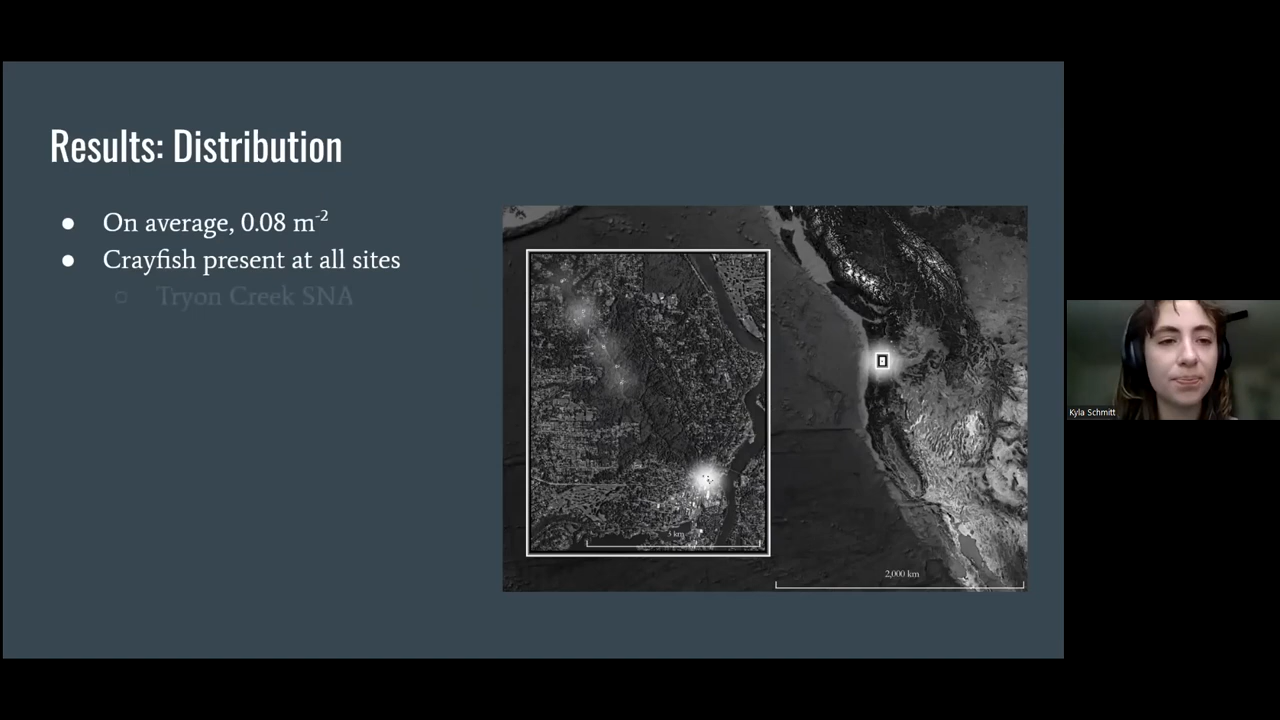 Results: Distribution
● On average, 0.08 m⁻²
● Crayfish present at all sites
○ Tryon Creek SNA
3 km
2,000 km
Kyla Schmitt